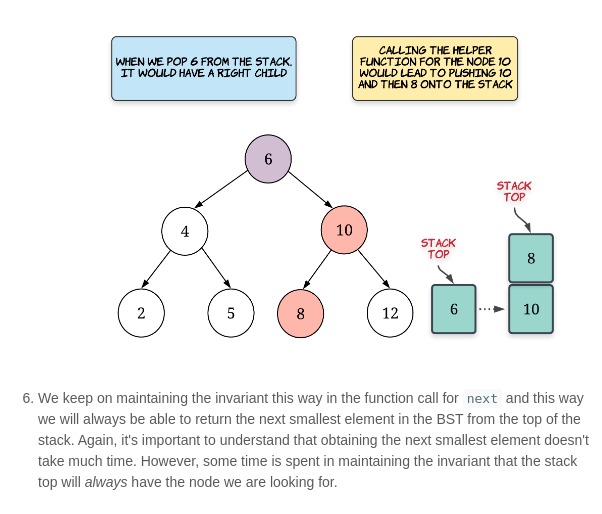 WHEN WE POP 6 FROM THE STACK.
IT WOULD HAVE A RIGHT CHILD
CALLING THE HELPER
FUNCTION FOR THE NODE 10
WOULD LEAD TO PUSHING 10
AND THEN 8 ONTO THE STACK
6
4
10
2
5
8
12
STACK
TOP
6
STACK
TOP
8
10
6. We keep on maintaining the invariant this way in the function call for next and this way
we will always be able to return the next smallest element in the BST from the top of the
stack. Again, it's important to understand that obtaining the next smallest element doesn't
take much time. However, some time is spent in maintaining the invariant that the stack
top will always have the node we are looking for.